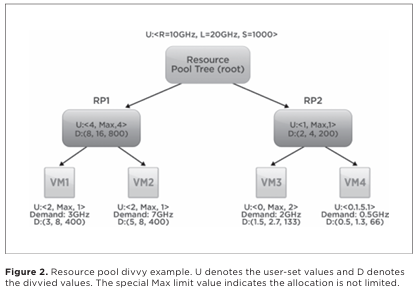 U:<R=10GHz, L=20GHz, S=1000>
Resource
Pool Tree (root)
RP1
RP2
U:<4, Max,4>
D:(8, 16, 800)
U:<1, Max,1>
D:(2, 4, 200)
VM1
VM2
VM3
VM4
U:<2, Max, 1>
Demand: 3GHz
D:(3, 8, 400)
U:<2, Max, 1>
Demand: 7GHz
D:(5, 8, 400)
U:<0, Max, 2>
Demand: 2GHz
D:(1.5, 2.7, 133)
U:<0.1.5.1>
Demand: 0.5GHz
D:(0.5, 1.3, 66)
Figure 2. Resource pool divvy example. U denotes the user-set values and D denotes
the divvied values. The special Max limit value indicates the allocation is not limited.